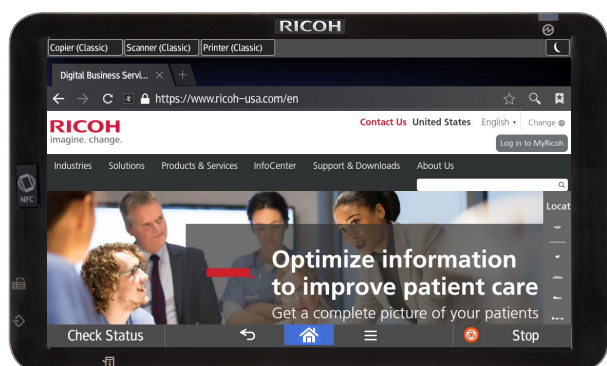 RICOH
Copier (Classic) Scanner (Classic) Printer (Classic)
Digital Business Servi...
https://www.ricoh-usa.com/en
RICOH
imagine. change.
Contact Us United States English Change
Log in to MyRicoh
Industries Solutions Products & Services InfoCenter Support & Downloads About Us
Locat
NFC
Optimize information
to improve patient care
Get a complete picture of your patients
Check Status
Stop